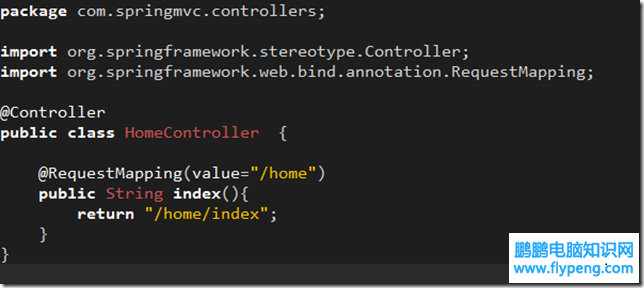 package com.springmvc.controllers;
import org.springframework.stereotype.Controller;
import org.springframework.web.bind.annotation.RequestMapping;
@Controller
public class HomeController  {
@RequestMapping(value="/home")
public String index(){
return "/home/index";
}
}
鹏鹏电脑知识网
www.flypeng.com